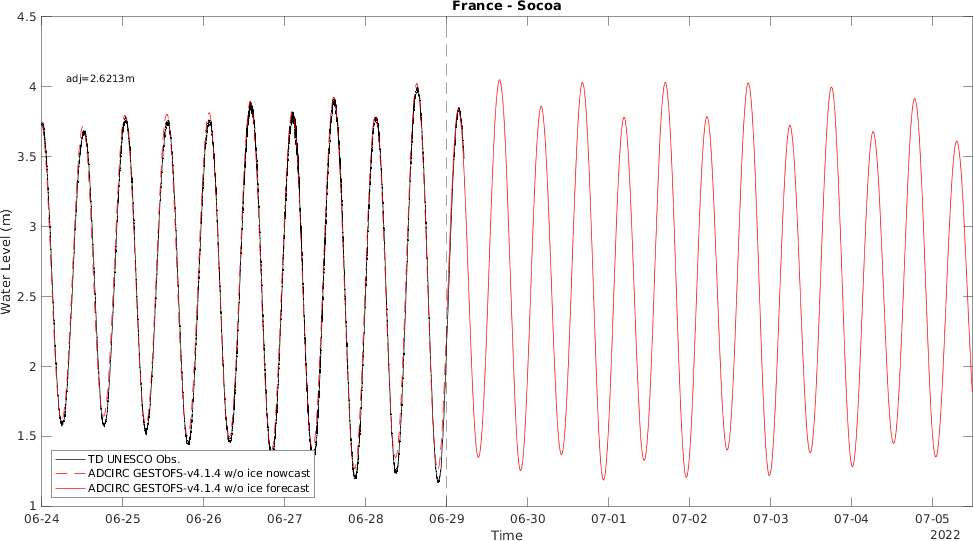 France - Socoa
4.5
4
3.5
3
2.5
2
1.5
1
Water Level (m)
adj=2.6213m
TD UNESCO Obs.
ADCIRC GESTOFS-v4.1.4 w/o ice nowcast
ADCIRC GESTOFS-v4.1.4 w/o ice forecast
06-24 06-25 06-26 06-27 06-28 06-29 06-30 07-01 07-02 07-03 07-04 07-05
Time
2022